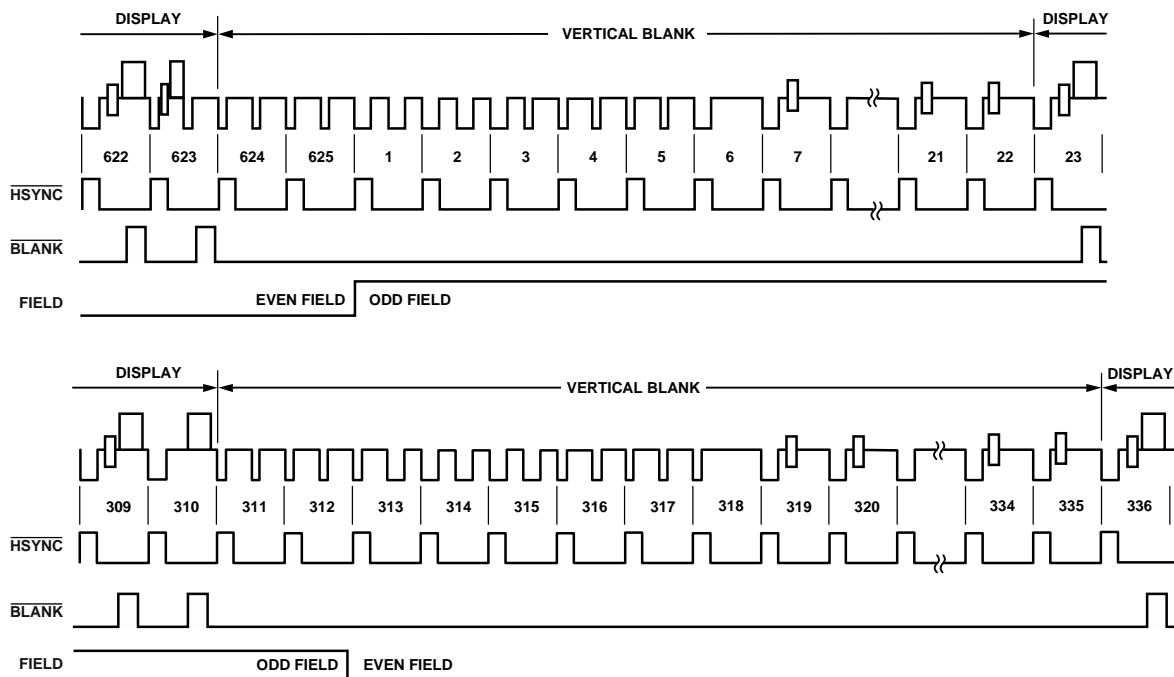 DISPLAY VERTICAL BLANK DISPLAY
622 623 624 625 1 2 3 4 5 6 7 21 22 23
HSYNC
BLANK
FIELD EVEN FIELD ODD FIELD
DISPLAY VERTICAL BLANK DISPLAY
309 310 311 312 313 314 315 316 317 318 319 320 334 335 336
HSYNC
BLANK
FIELD ODD FIELD EVEN FIELD